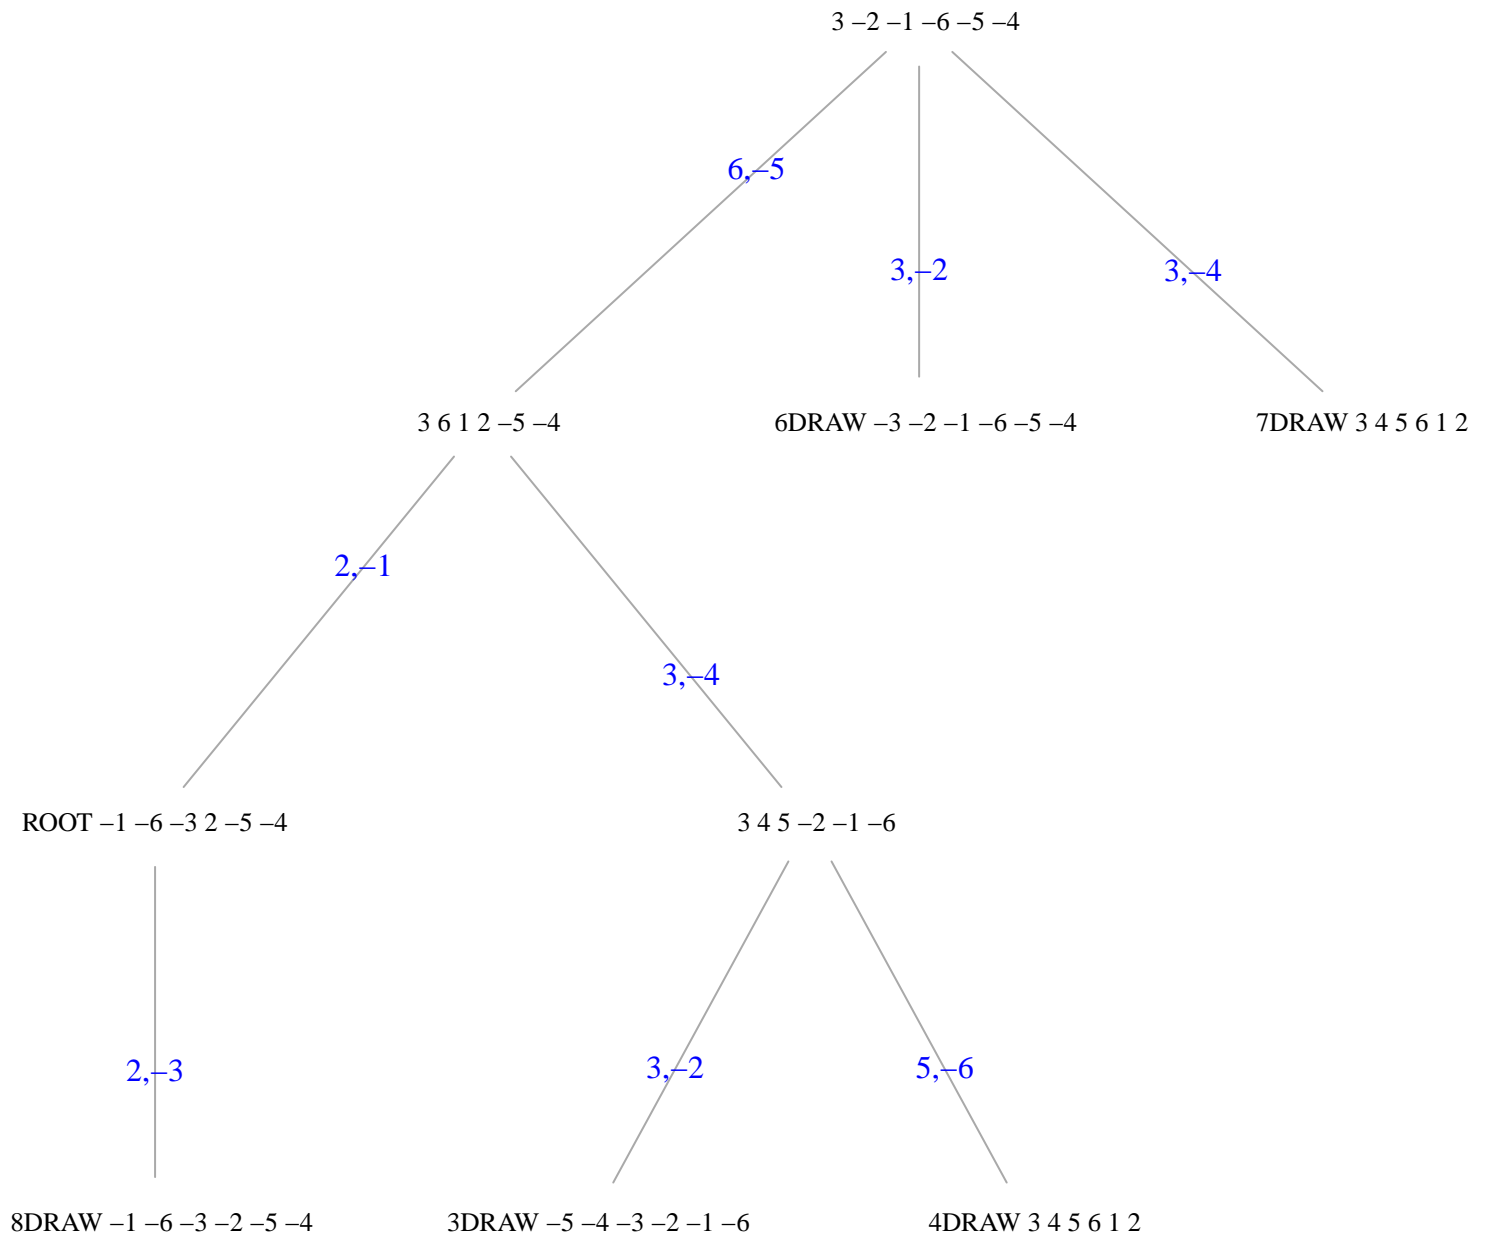 3 –2 –1 –6 –5 –4
6,–5
3,–2
3,–4
3 6 1 2 –5 –4
6DRAW –3 –2 –1 –6 –5 –4
7DRAW 3 4 5 6 1 2
2,–1
3,–4
ROOT –1 –6 –3 2 –5 –4
3 4 5 –2 –1 –6
2,–3
3,–2
5,–6
8DRAW –1 –6 –3 –2 –5 –4
3DRAW –5 –4 –3 –2 –1 –6
4DRAW 3 4 5 6 1 2